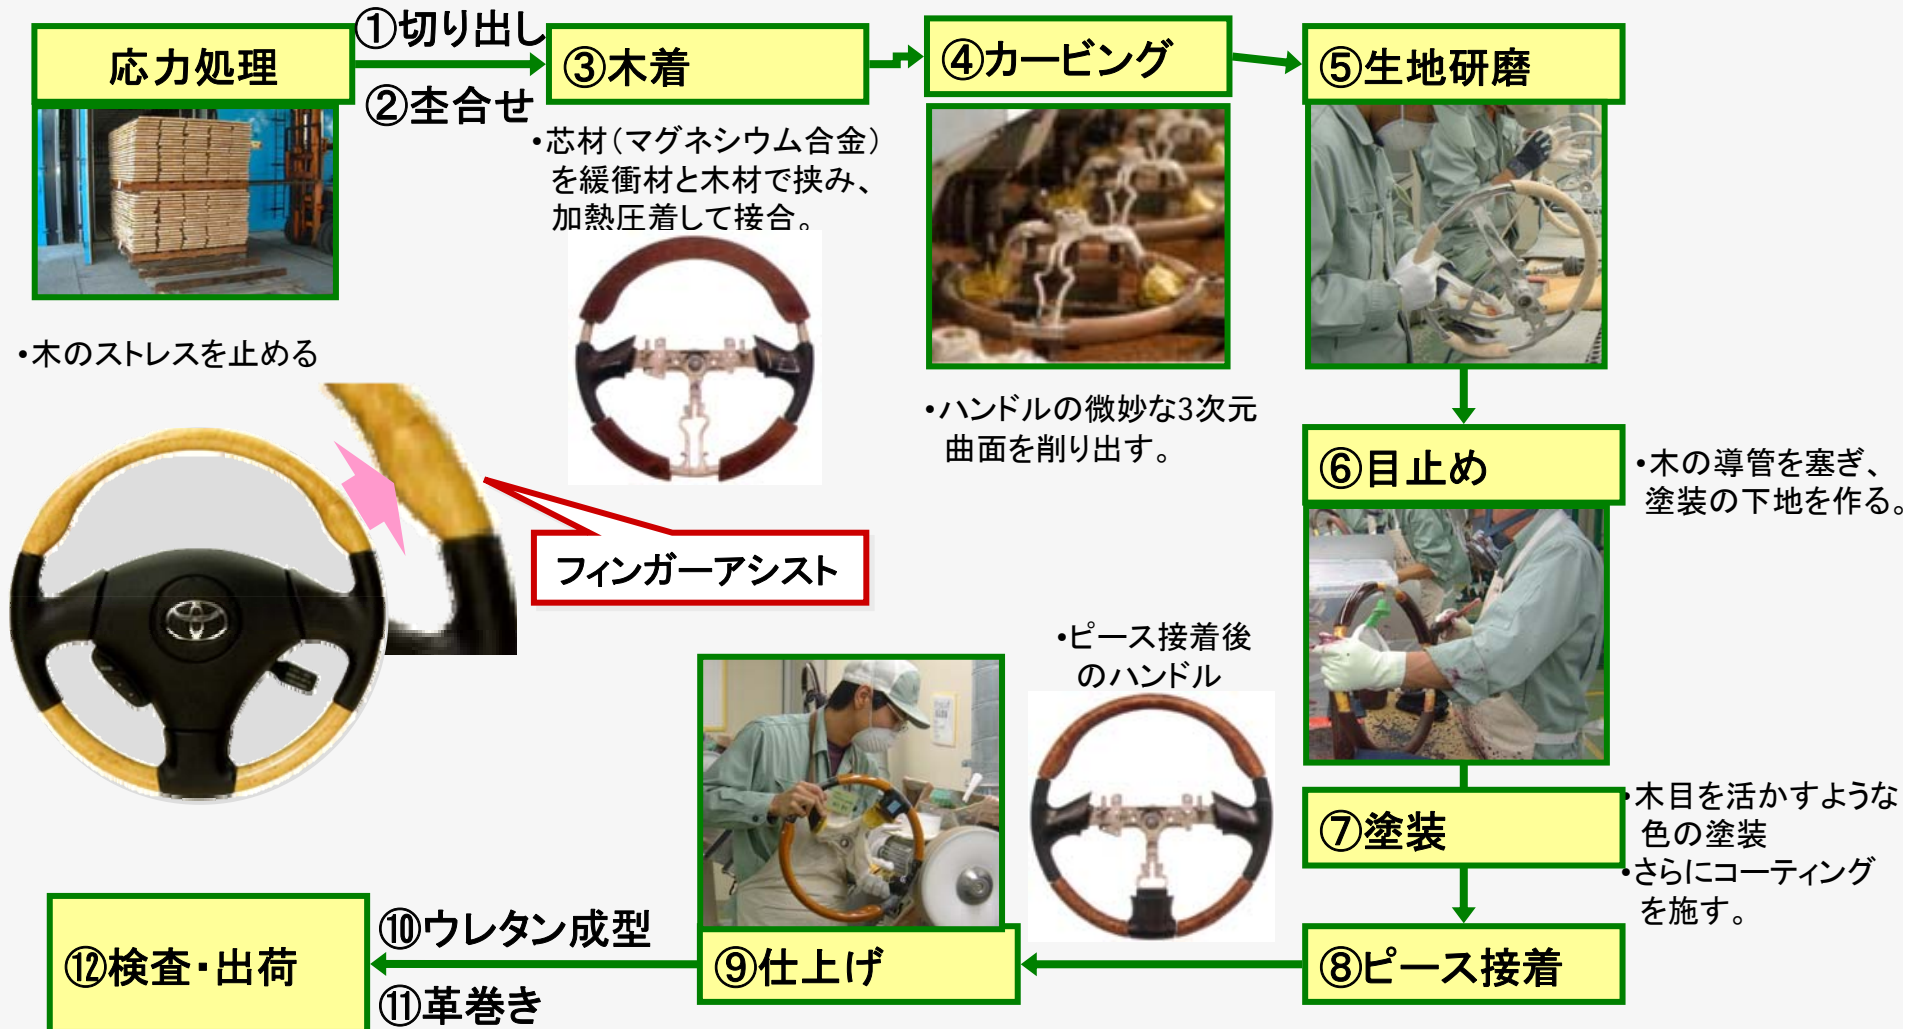 応力処理
①切り出し
②杢合せ
③木着
④カービング
⑤生地研磨
•芯材(マグネシウム合金)
を緩衝材と木材で挟み、
加熱圧着して接合。
•木のストレスを止める
•ハンドルの微妙な3次元
曲面を削り出す。
⑥目止め
•木の導管を塞ぎ、
塗装の下地を作る。
フィンガーアシスト
•ピース接着後
のハンドル
⑦塗装
•木目を活かすような
色の塗装
•さらにコーティング
を施す。
⑧ピース接着
⑨仕上げ
⑩ウレタン成型
⑪革巻き
⑫検査・出荷